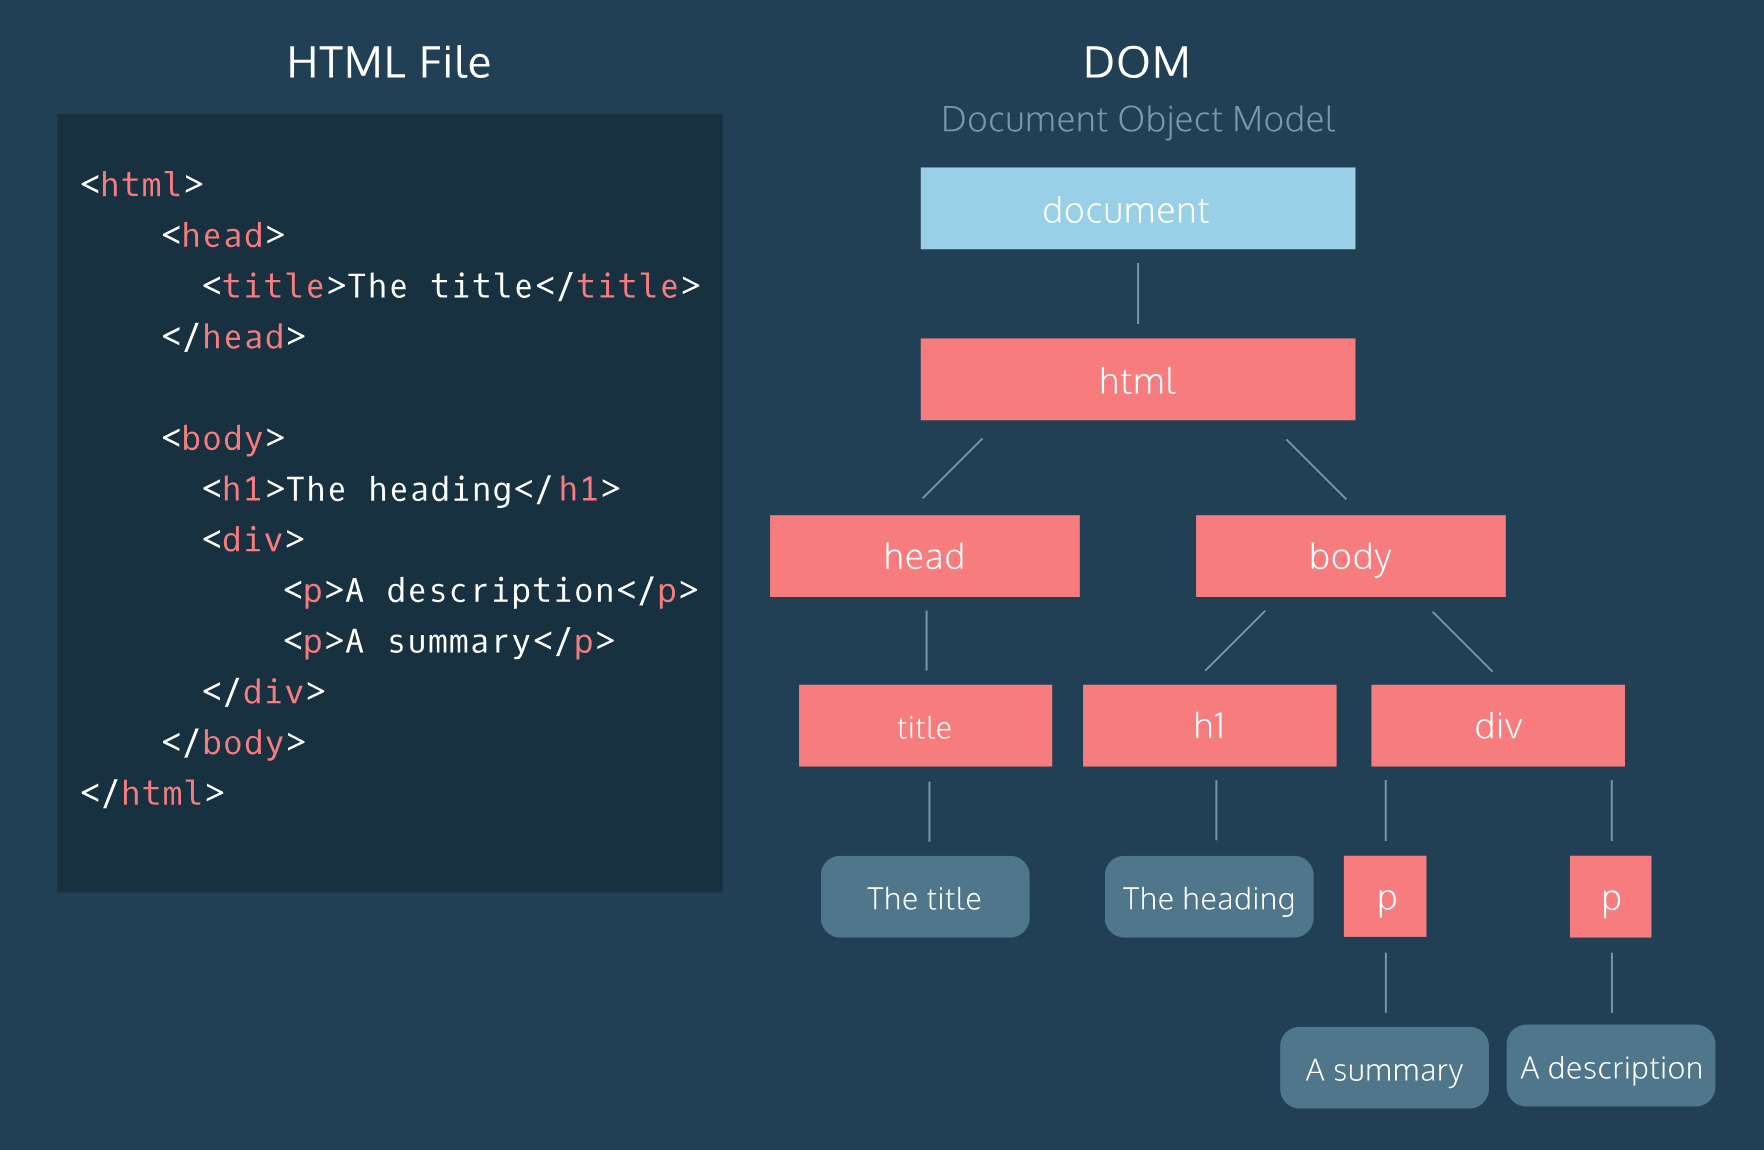 HTML File
<html>
<head>
<title>The title</title>
</head>
<body>
<h1>The heading</h1>
<div>
<p>A description</p>
<p>A summary</p>
</div>
</body>
</html>
DOM
Document Object Model
document
html
head
body
title
h1
div
The title
The heading
p
p
A summary
A description